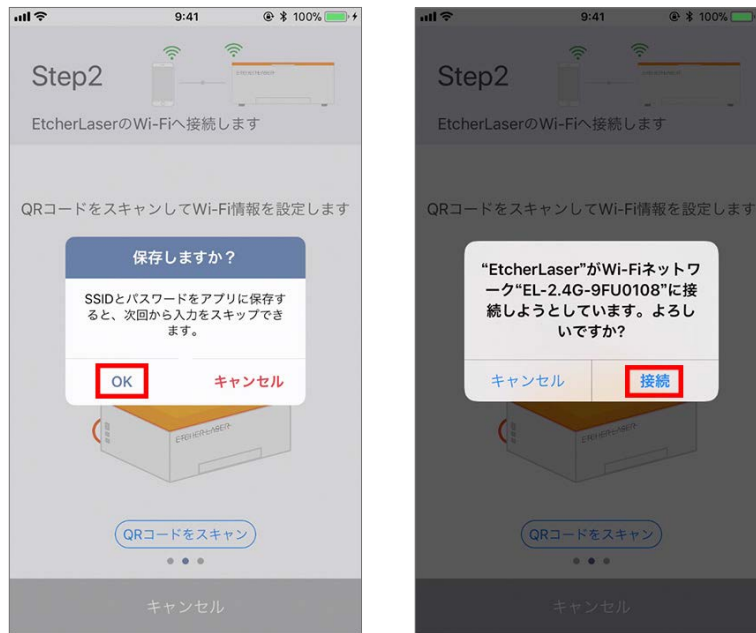 9:41
100%
Step2
EtcherLaserのWi-Fiへ接続します
QRコードをスキャンしてWi-Fi情報を設定します
保存しますか？
SSIDとパスワードをアプリに保存す
ると、次回から入力をスキップでき
ます。
OK
キャンセル
ETCHER LASER
QRコードをスキャン
キャンセル
9:41
100%
Step2
EtcherLaserのWi-Fiへ接続します
QRコードをスキャンしてWi-Fi情報を設定します
“EtcherLaser”がWi-Fiネットワ
ーク“EL-2.4G-9FU0108”に接
続しようとしています。よろし
いですか?
キャンセル
接続
ETCHER LASER
QRコードをスキャン
キャンセル